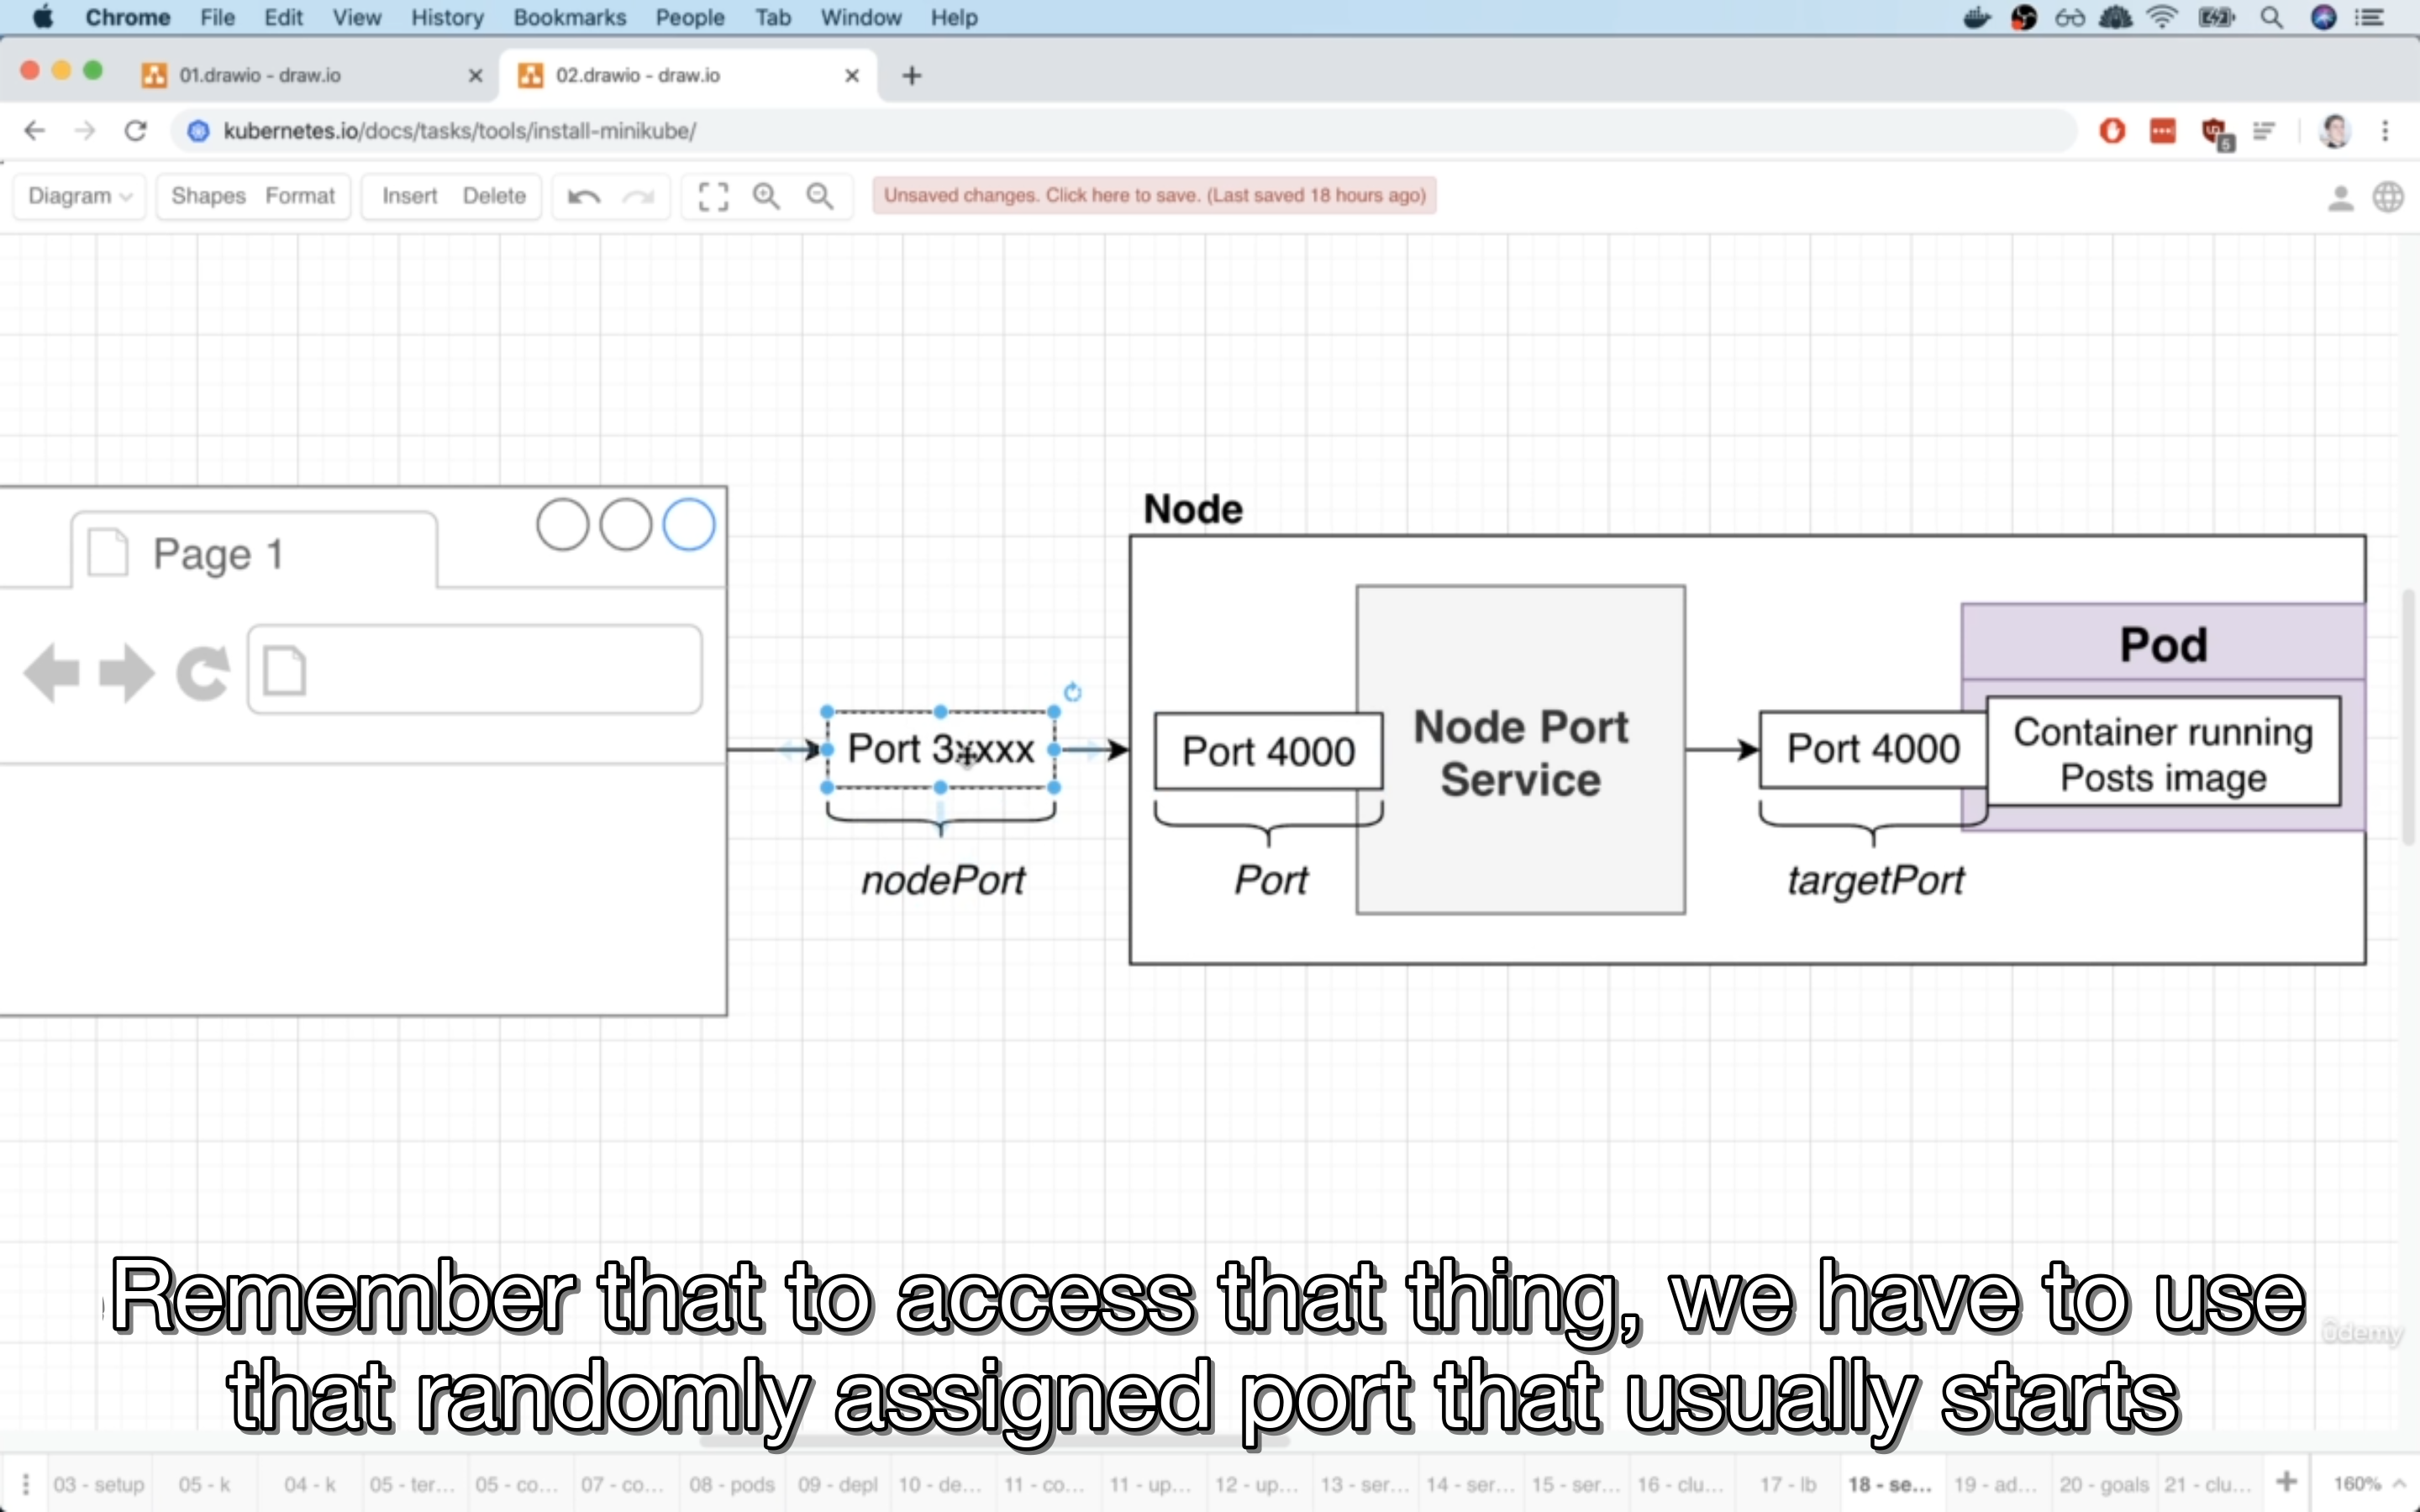 Chrome File Edit View History Bookmarks People Tab Window Help
01.drawio - draw.io
02.drawio - draw.io
kubernetes.io/docs/tasks/tools/install-minikube/
5
Diagram Shapes Format Insert Delete Unsaved changes. Click here to save. (Last saved 18 hours ago)
Page 1
Node
Pod
Port 3xxxx
Port 4000
Node Port
Service
Port 4000
Container running
Posts image
nodePort
Port
targetPort
Remember that to access that thing, we have to use
that randomly assigned port that usually starts
ûdemy
03 - setup 05 - k 04 - k 05 - ter... 05 - co... 07 - co... 08 - pods 09 - depl 10 - de... 11 - co... 11 - up... 12 - up... 13 - ser... 14 - ser... 15 - ser... 16 - clu... 17 - lb 18 - se... 19 - ad... 20 - goals 21 - clu... 160%